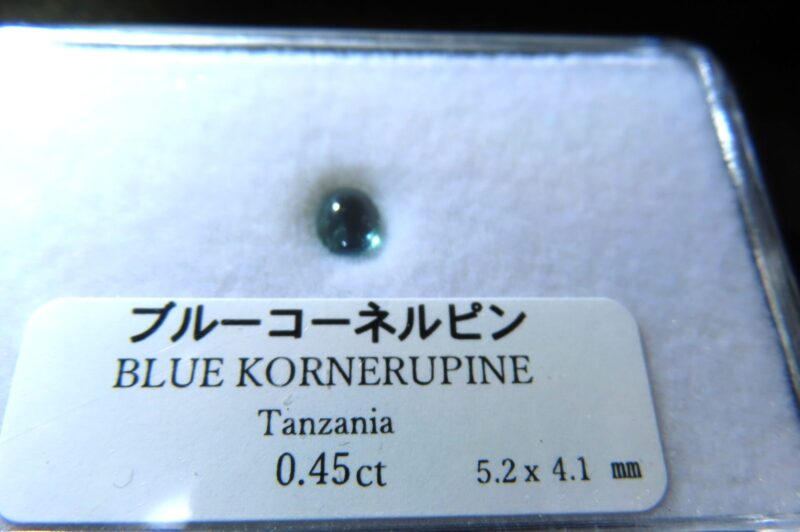 ブルーコーネルピン
BLUE KORNERUPINE
Tanzania
0.45ct 5.2 x 4.1 ㎜